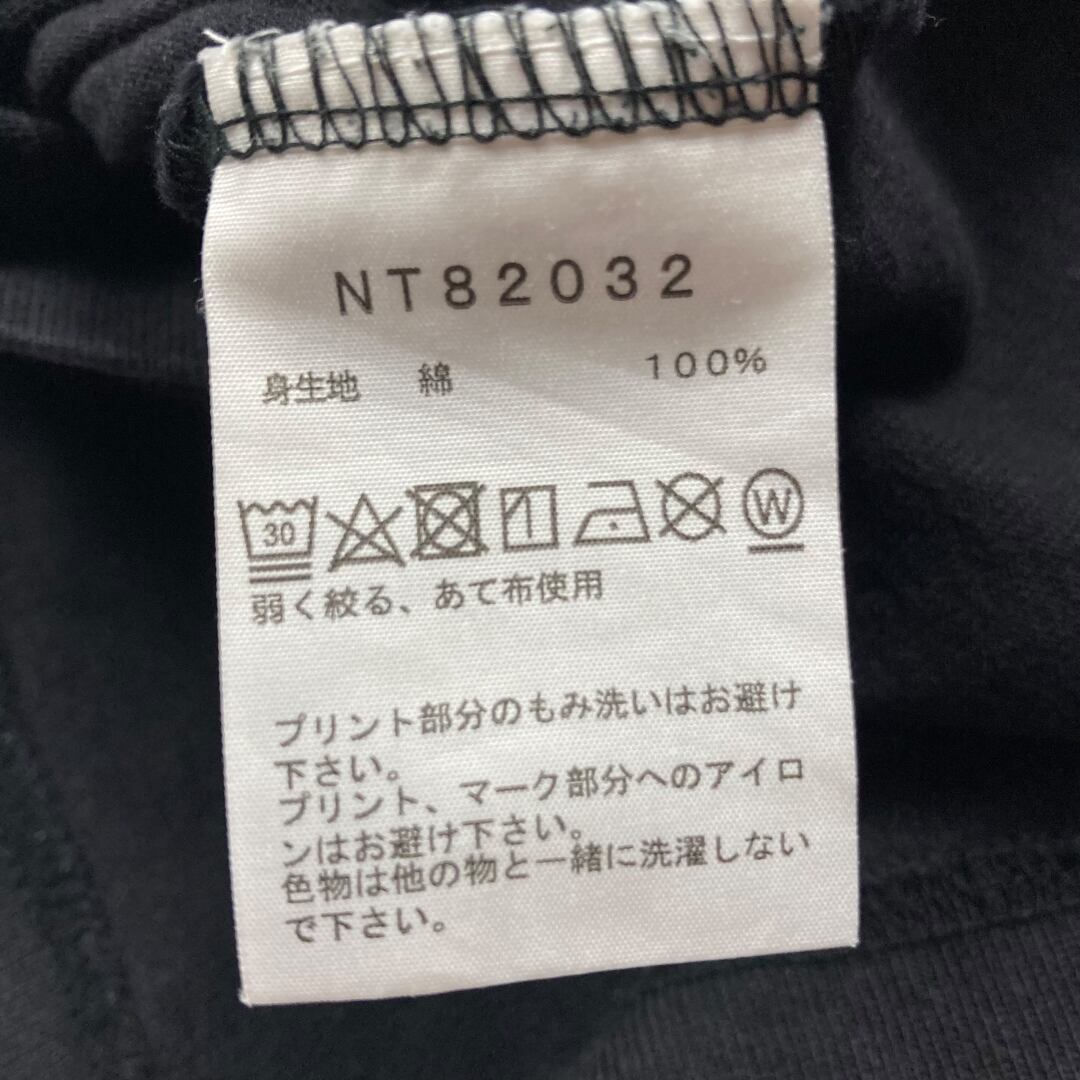 NT82032
身生地 綿 100%
30 W
弱く絞る、あて布使用
プリント部分のもみ洗いはお避け
下さい。
プリント、マーク部分へのアイロ
ンはお避け下さい。
色物は他の物と一緒に洗濯しない
で下さい。